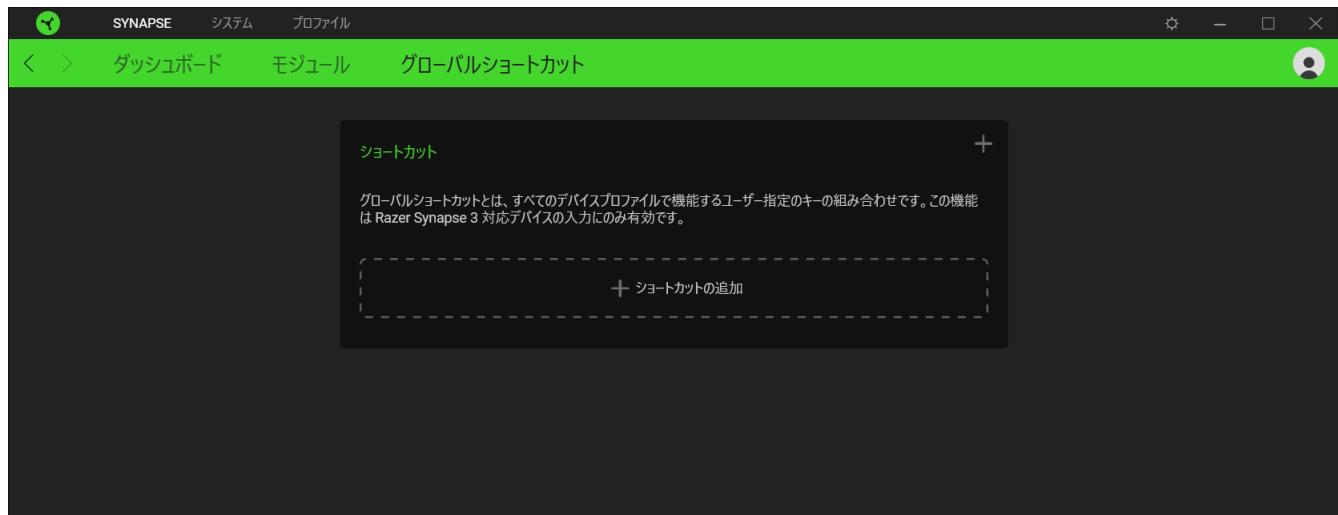 SYNAPSE システム プロファイル
ダッシュボード モジュール グローバルショートカット
ショートカット
グローバルショートカットとは、すべてのデバイスプロファイルで機能するユーザー指定のキーの組み合わせです。この機能
は Razer Synapse 3 対応デバイスの入力にのみ有効です。
ショートカットの追加